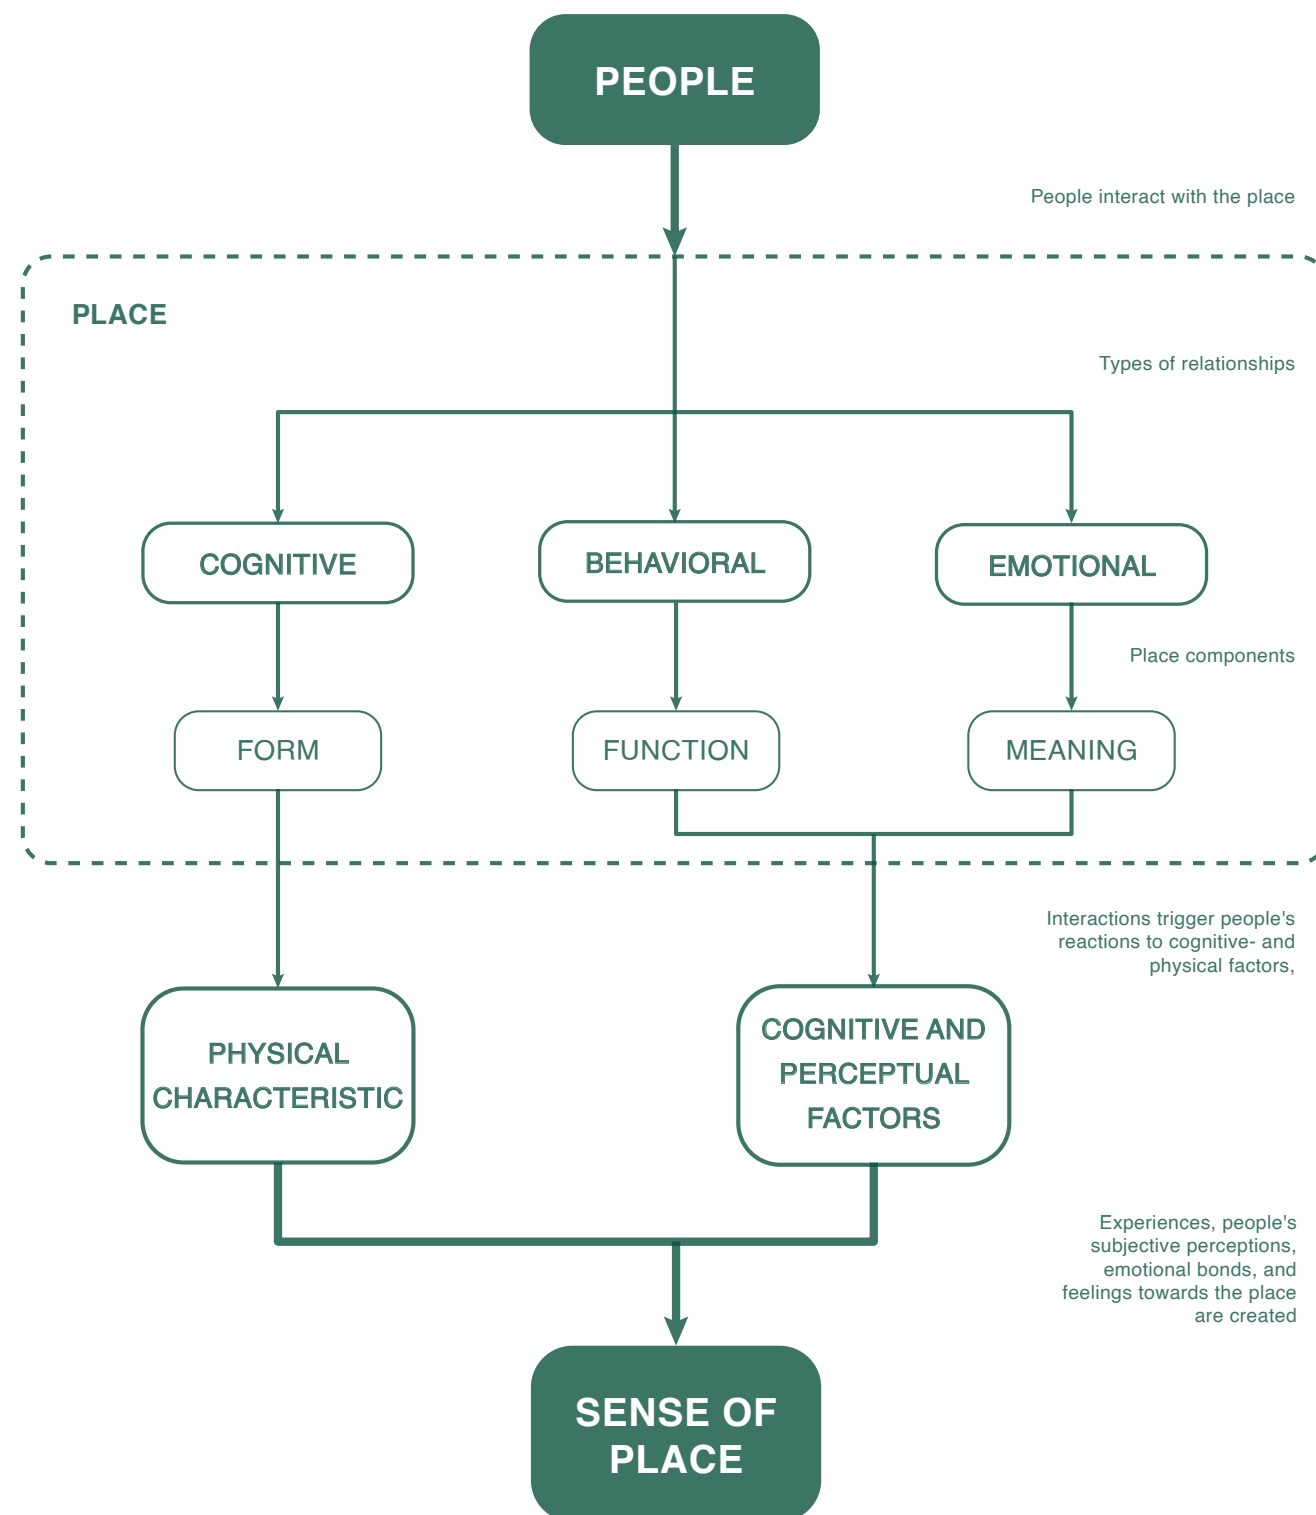 PEOPLE
People interact with the place
PLACE
Types of relationships
COGNITIVE
BEHAVIORAL
EMOTIONAL
Place components
FORM
FUNCTION
MEANING
Interactions trigger people's
reactions to cognitive- and
physical factors,
PHYSICAL
CHARACTERISTIC
COGNITIVE AND
PERCEPTUAL
FACTORS
Experiences, people's
subjective perceptions,
emotional bonds, and
feelings towards the place
are created
SENSE OF
PLACE